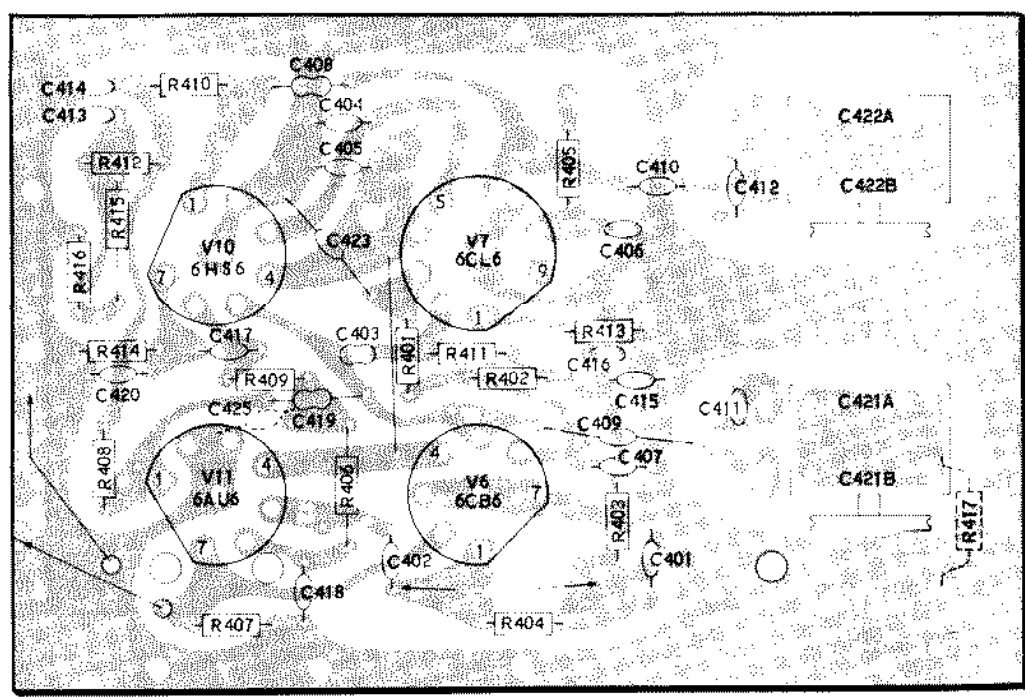 C408
C414
R410
C404
C413
C422A
C405
R405
R412
C410
C422B
C412
R415
1
5
V10
6HS6
C423
V7
6CL6
C406
R416
7
4
9
1
C417
C403
R413
R414
R401
R411
C416
R409
R402
C420
C425
C419
C415
C411
C421A
C409
R408
4
4
C407
1
V11
6AU6
R406
V6
6CB6
7
C421B
R403
R417
7
1
C402
C401
C418
R407
R404